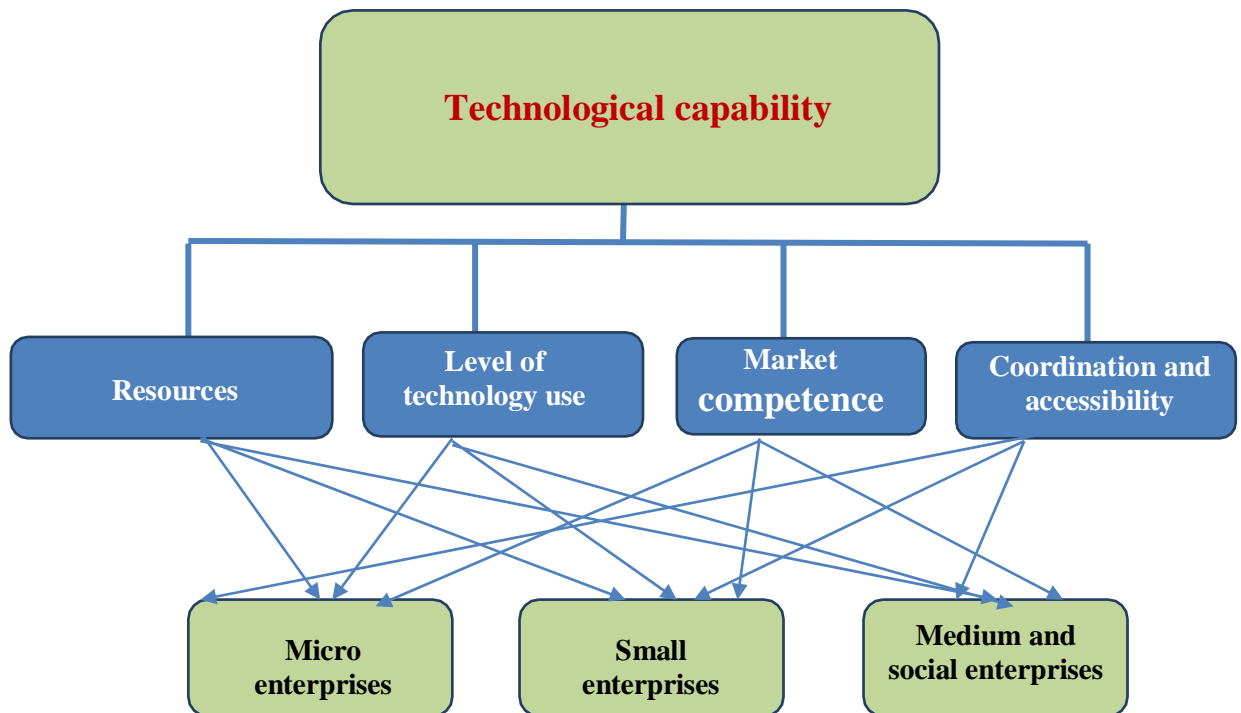 Technological capability
Resources
Level of
technology use
Market
competence
Coordination and
accessibility
Micro
enterprises
Small
enterprises
Medium and
social enterprises